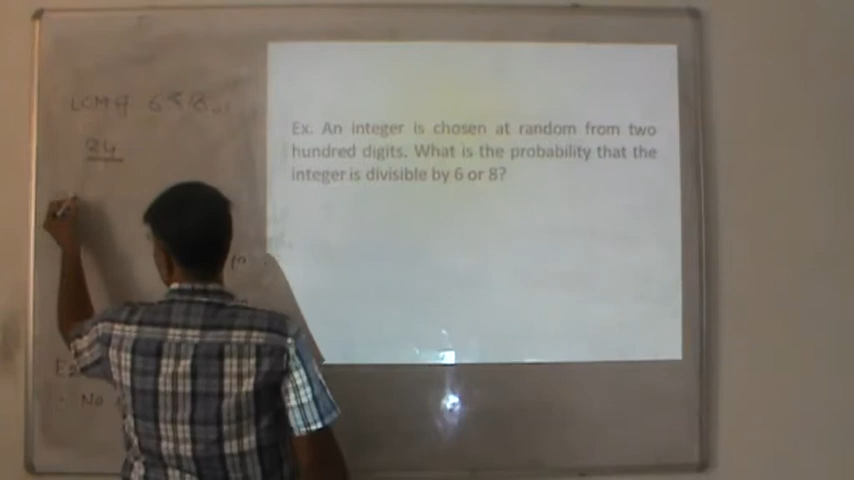 LCM of 6 & 8
24
Ex. An integer is chosen at random from two
hundred digits. What is the probability that the
integer is divisible by 6 or 8?
No